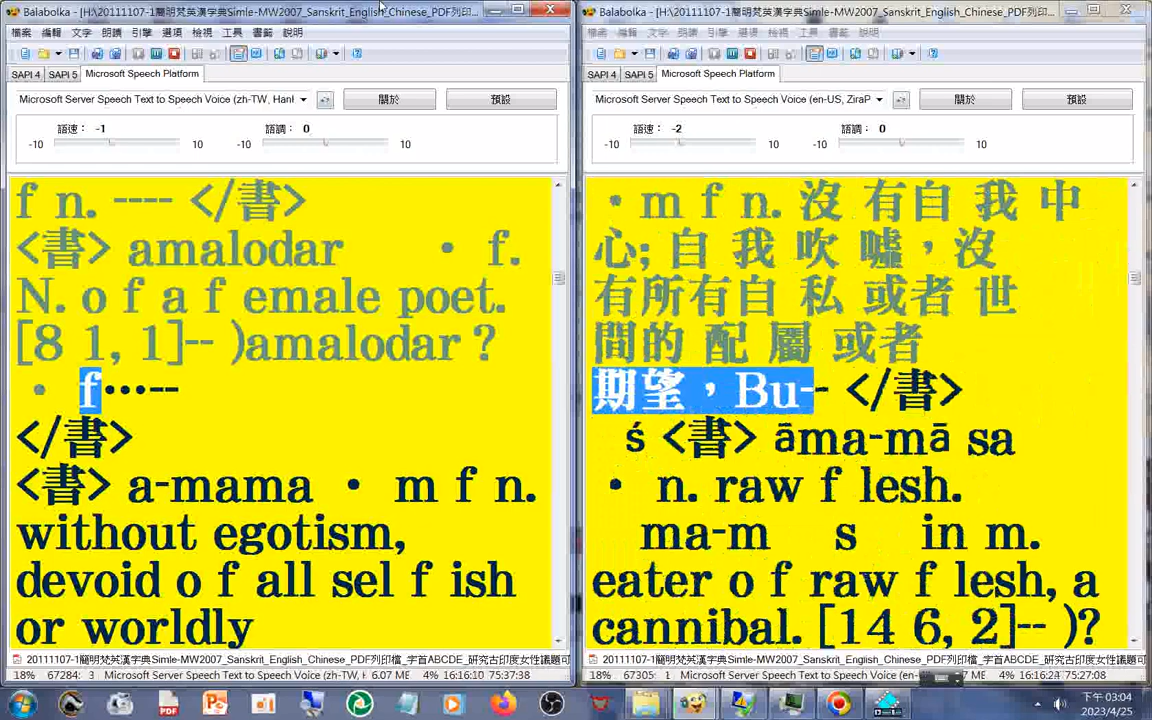 Balabolka - [H:\20111107-1簡明梵英漢字典Simle-MW2007_Sanskrit_English_Chinese_PDF列印
檔案 編輯 文字 朗讀 引擎 選項 檢視 工具 書籤 說明
SAPI 4 SAPI 5 Microsoft Speech Platform
Microsoft Server Speech Text to Speech Voice (zh-TW, Hanl
關於 預設
語速： -1 語調： 0
-10 10 -10 10
f n. ---- </書>
<書> amalodar • f.
N. o f a f emale poet.
[8 1, 1]-- )amalodar ?
• f•••--
</書>
<書> a-mama • m f n.
without egotism,
devoid o f all sel f ish
or worldly
20111107-1簡明梵英漢字典Simle-MW2007_Sanskrit_English_Chinese_PDF列印檔_字首ABCDE_研究古印度女性議題可
18% 67284: 3 Microsoft Server Speech Text to Speech Voice (zh-TW, Han 6.07 MB 4% 16:16:10 75:37:38
Balabolka - [H:\20111107-1簡明梵英漢字典Simle-MW2007_Sanskrit_English_Chinese_PDF列印
檔案 編輯 文字 朗讀 引擎 選項 檢視 工具 書籤 說明
SAPI 4 SAPI 5 Microsoft Speech Platform
Microsoft Server Speech Text to Speech Voice (en-US, ZiraP
關於 預設
語速： -2 語調： 0
-10 10 -10 10
• m f n. 沒 有自 我 中
心; 自 我 吹 噓，沒
有所有自 私 或者 世
間的 配 屬 或者
期望，Bu-- </書>
ś <書> āma-mā sa
• n. raw f lesh.
ma-m s in m.
eater o f raw f lesh, a
cannibal. [14 6, 2]-- )?
20111107-1簡明梵英漢字典Simle-MW2007_Sanskrit_English_Chinese_PDF列印檔_字首ABCDE_研究古印度女性議題可
18% 67305: 1 Microsoft Server Speech Text to Speech Voice 4% 16:16:24 75:27:08
下午 03:04
2023/4/25